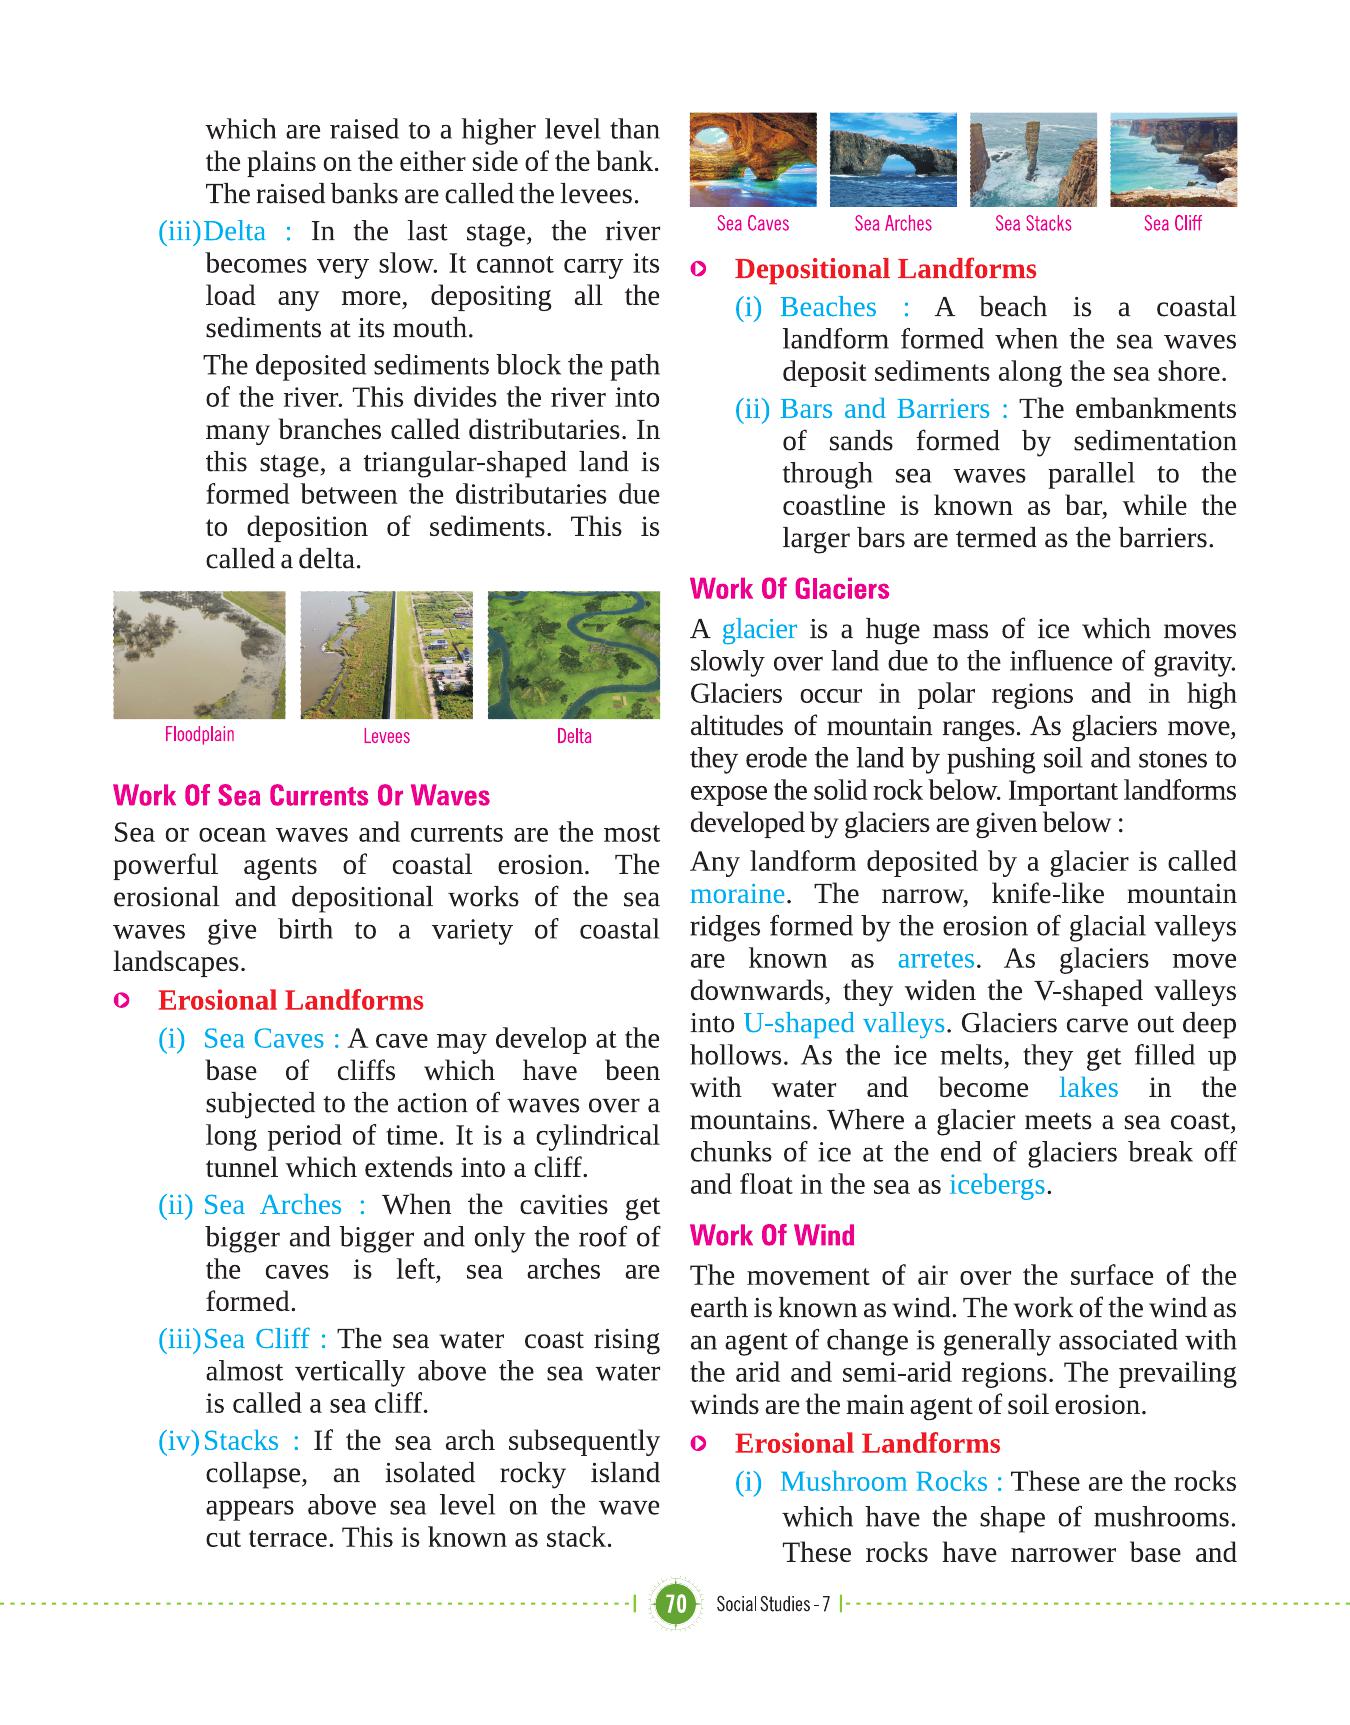 which are raised to a higher level than
the plains on the either side of the bank.
The raised banks are called the levees.
(iii)Delta : In the last stage, the river
becomes very slow. It cannot carry its
load any more, depositing all the
sediments at its mouth.
The deposited sediments block the path
of the river. This divides the river into
many branches called distributaries. In
this stage, a triangular-shaped land is
formed between the distributaries due
to deposition of sediments. This is
called a delta.
Floodplain
Levees
Delta
Work Of Sea Currents Or Waves
Sea or ocean waves and currents are the most
powerful agents of coastal erosion. The
erosional and depositional works of the sea
waves give birth to a variety of coastal
landscapes.
Erosional Landforms
(i) Sea Caves : A cave may develop at the
base of cliffs which have been
subjected to the action of waves over a
long period of time. It is a cylindrical
tunnel which extends into a cliff.
(ii) Sea Arches : When the cavities get
bigger and bigger and only the roof of
the caves is left, sea arches are
formed.
(iii)Sea Cliff : The sea water coast rising
almost vertically above the sea water
is called a sea cliff.
(iv)Stacks : If the sea arch subsequently
collapse, an isolated rocky island
appears above sea level on the wave
cut terrace. This is known as stack.
Sea Caves
Sea Arches
Sea Stacks
Sea Cliff
Depositional Landforms
(i) Beaches : A beach is a coastal
landform formed when the sea waves
deposit sediments along the sea shore.
(ii) Bars and Barriers : The embankments
of sands formed by sedimentation
through sea waves parallel to the
coastline is known as bar, while the
larger bars are termed as the barriers.
Work Of Glaciers
A glacier is a huge mass of ice which moves
slowly over land due to the influence of gravity.
Glaciers occur in polar regions and in high
altitudes of mountain ranges. As glaciers move,
they erode the land by pushing soil and stones to
expose the solid rock below. Important landforms
developed by glaciers are given below :
Any landform deposited by a glacier is called
moraine. The narrow, knife-like mountain
ridges formed by the erosion of glacial valleys
are known as arretes. As glaciers move
downwards, they widen the V-shaped valleys
into U-shaped valleys. Glaciers carve out deep
hollows. As the ice melts, they get filled up
with water and become lakes in the
mountains. Where a glacier meets a sea coast,
chunks of ice at the end of glaciers break off
and float in the sea as icebergs.
Work Of Wind
The movement of air over the surface of the
earth is known as wind. The work of the wind as
an agent of change is generally associated with
the arid and semi-arid regions. The prevailing
winds are the main agent of soil erosion.
Erosional Landforms
(i) Mushroom Rocks : These are the rocks
which have the shape of mushrooms.
These rocks have narrower base and
70 Social Studies - 7